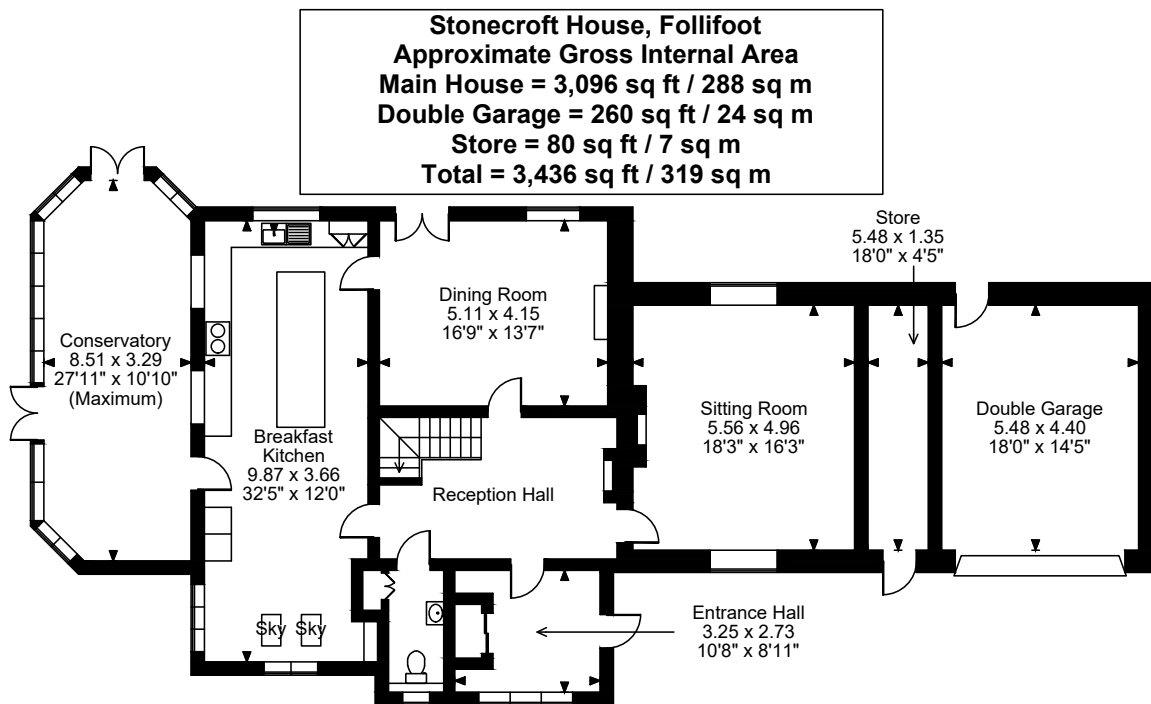 Stonecroft House, Follifoot
Approximate Gross Internal Area
Main House = 3,096 sq ft / 288 sq m
Double Garage = 260 sq ft / 24 sq m
Store = 80 sq ft / 7 sq m
Total = 3,436 sq ft / 319 sq m
Store
5.48 x 1.35
18'0" x 4'5"
Dining Room
5.11 x 4.15
16'9" x 13'7"
Conservatory
8.51 x 3.29
27'11" x 10'10"
(Maximum)
Breakfast
Kitchen
9.87 x 3.66
32'5" x 12'0"
Sitting Room
5.56 x 4.96
18'3" x 16'3"
Double Garage
5.48 x 4.40
18'0" x 14'5"
Reception Hall
Entrance Hall
3.25 x 2.73
10'8" x 8'11"
Sky Sky